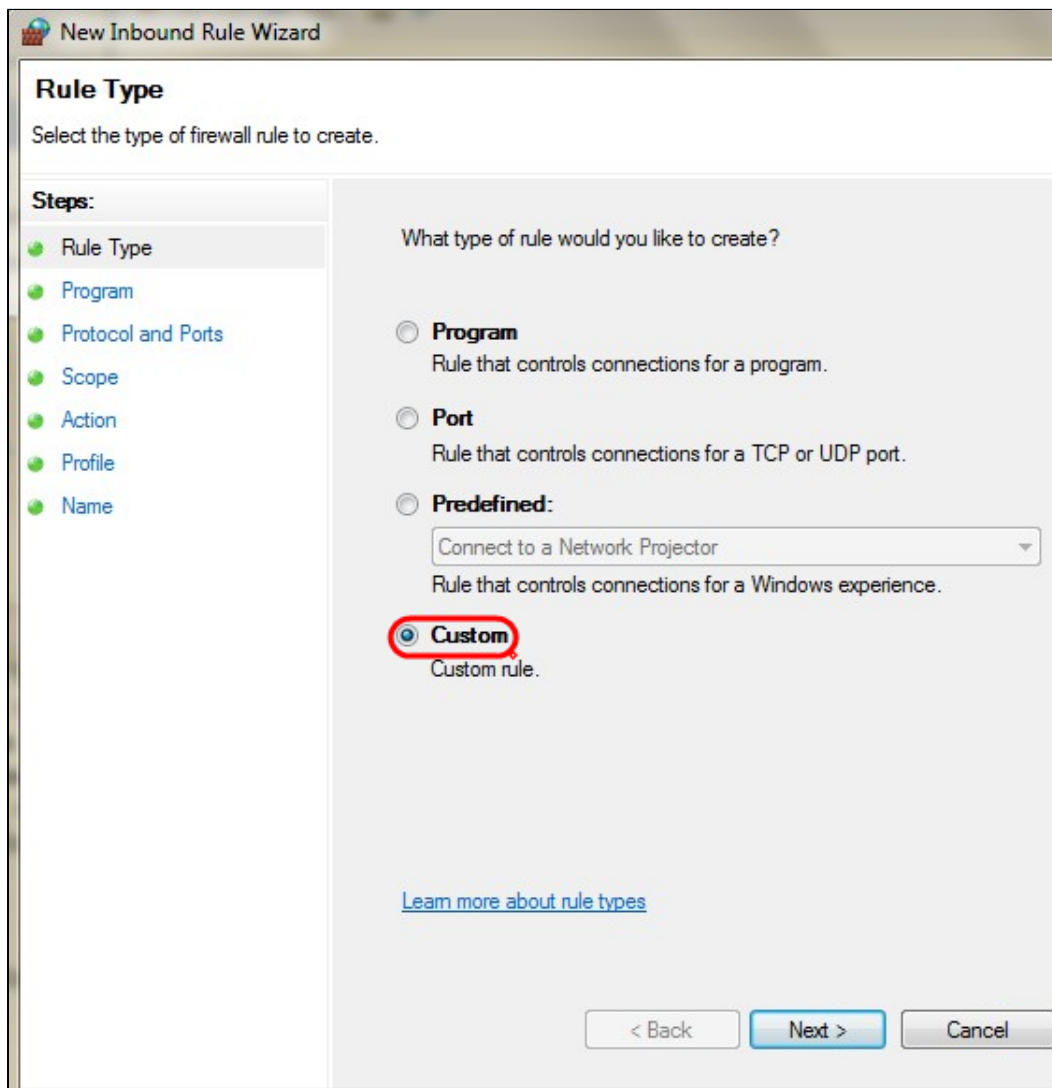 New Inbound Rule Wizard
Rule Type
Select the type of firewall rule to create.
Steps:
Rule Type
Program
Protocol and Ports
Scope
Action
Profile
Name
What type of rule would you like to create?
Program
Rule that controls connections for a program.
Port
Rule that controls connections for a TCP or UDP port.
Predefined:
Connect to a Network Projector
Rule that controls connections for a Windows experience.
Custom
Custom rule.
Learn more about rule types
< Back Next > Cancel